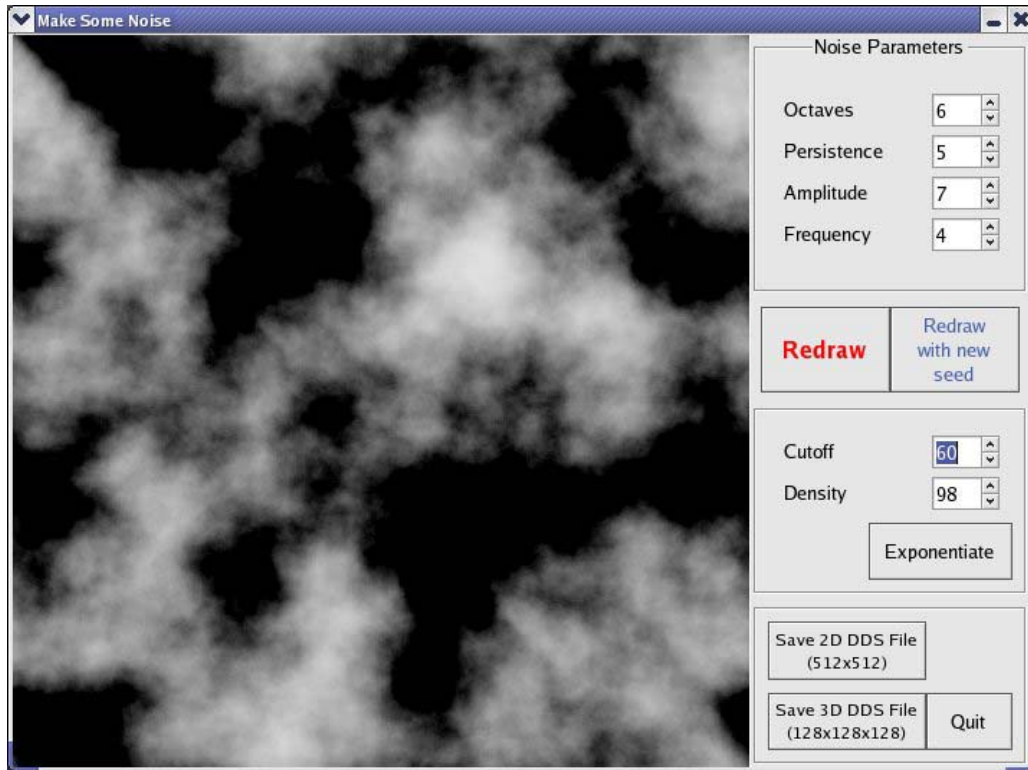 Make Some Noise
Noise Parameters
Octaves 6
Persistence 5
Amplitude 7
Frequency 4
Redraw
Redraw
with new
seed
Cutoff 60
Density 98
Exponentiate
Save 2D DDS File
(512x512)
Save 3D DDS File
(128x128x128)
Quit